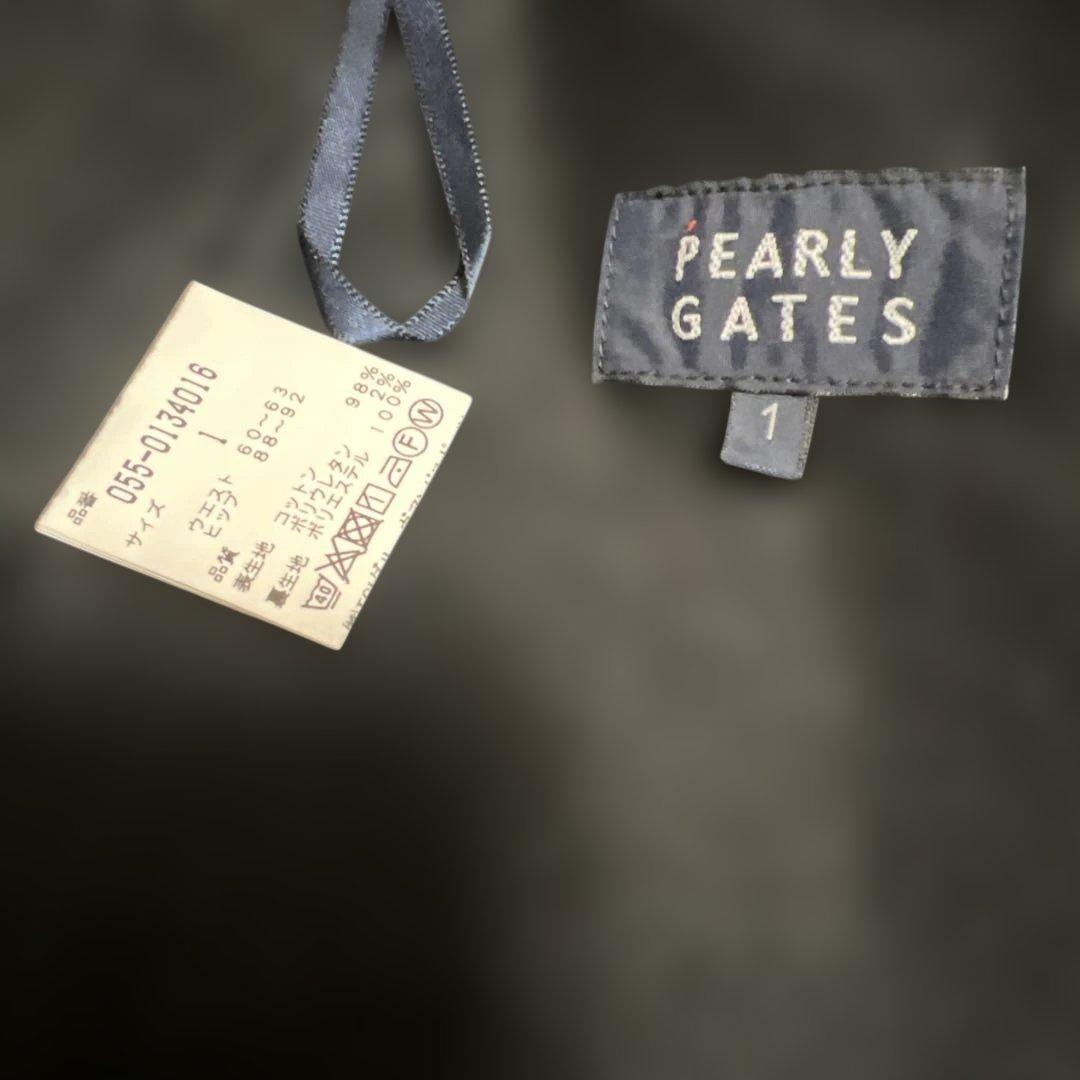 品番 055-0134016
サイズ 1
ウエスト 60~63
ヒップ 88~92
品質
表生地 コットン 98%
ポリウレタン 2%
裏生地 ポリエステル 100%
40 1 F W
PEARLY
GATES
1